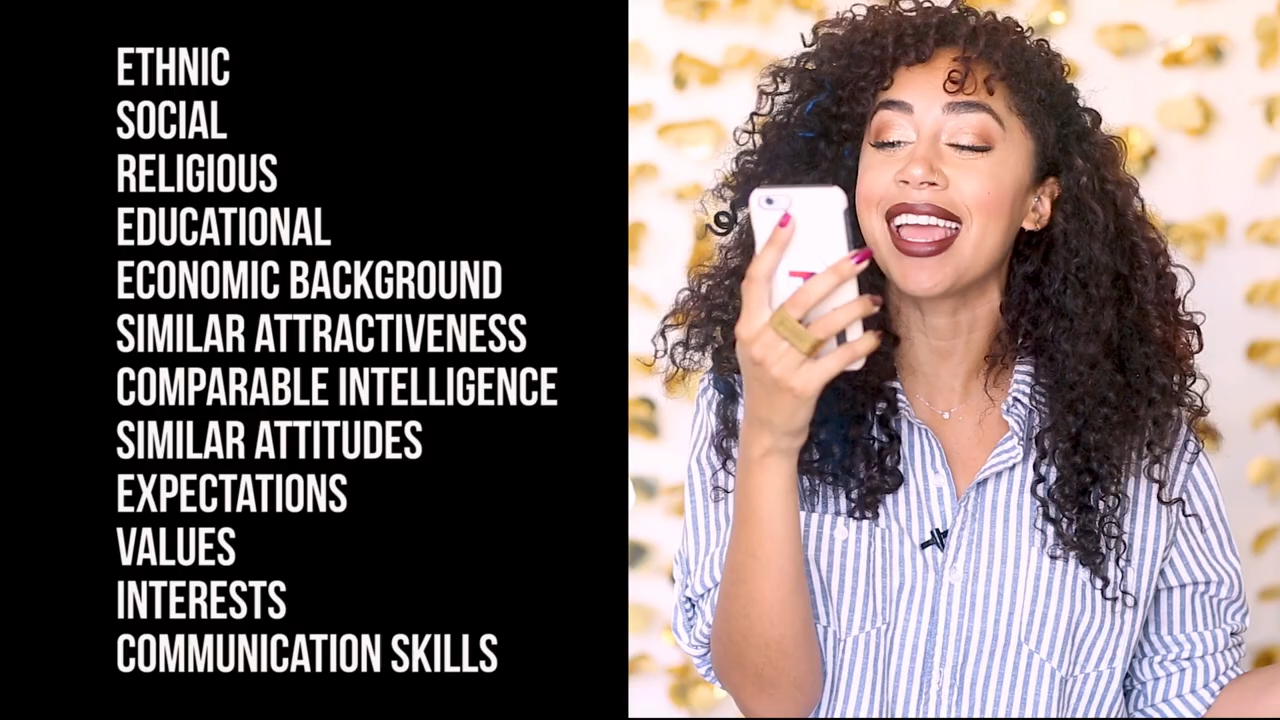 ETHNIC
SOCIAL
RELIGIOUS
EDUCATIONAL
ECONOMIC BACKGROUND
SIMILAR ATTRACTIVENESS
COMPARABLE INTELLIGENCE
SIMILAR ATTITUDES
EXPECTATIONS
VALUES
INTERESTS
COMMUNICATION SKILLS